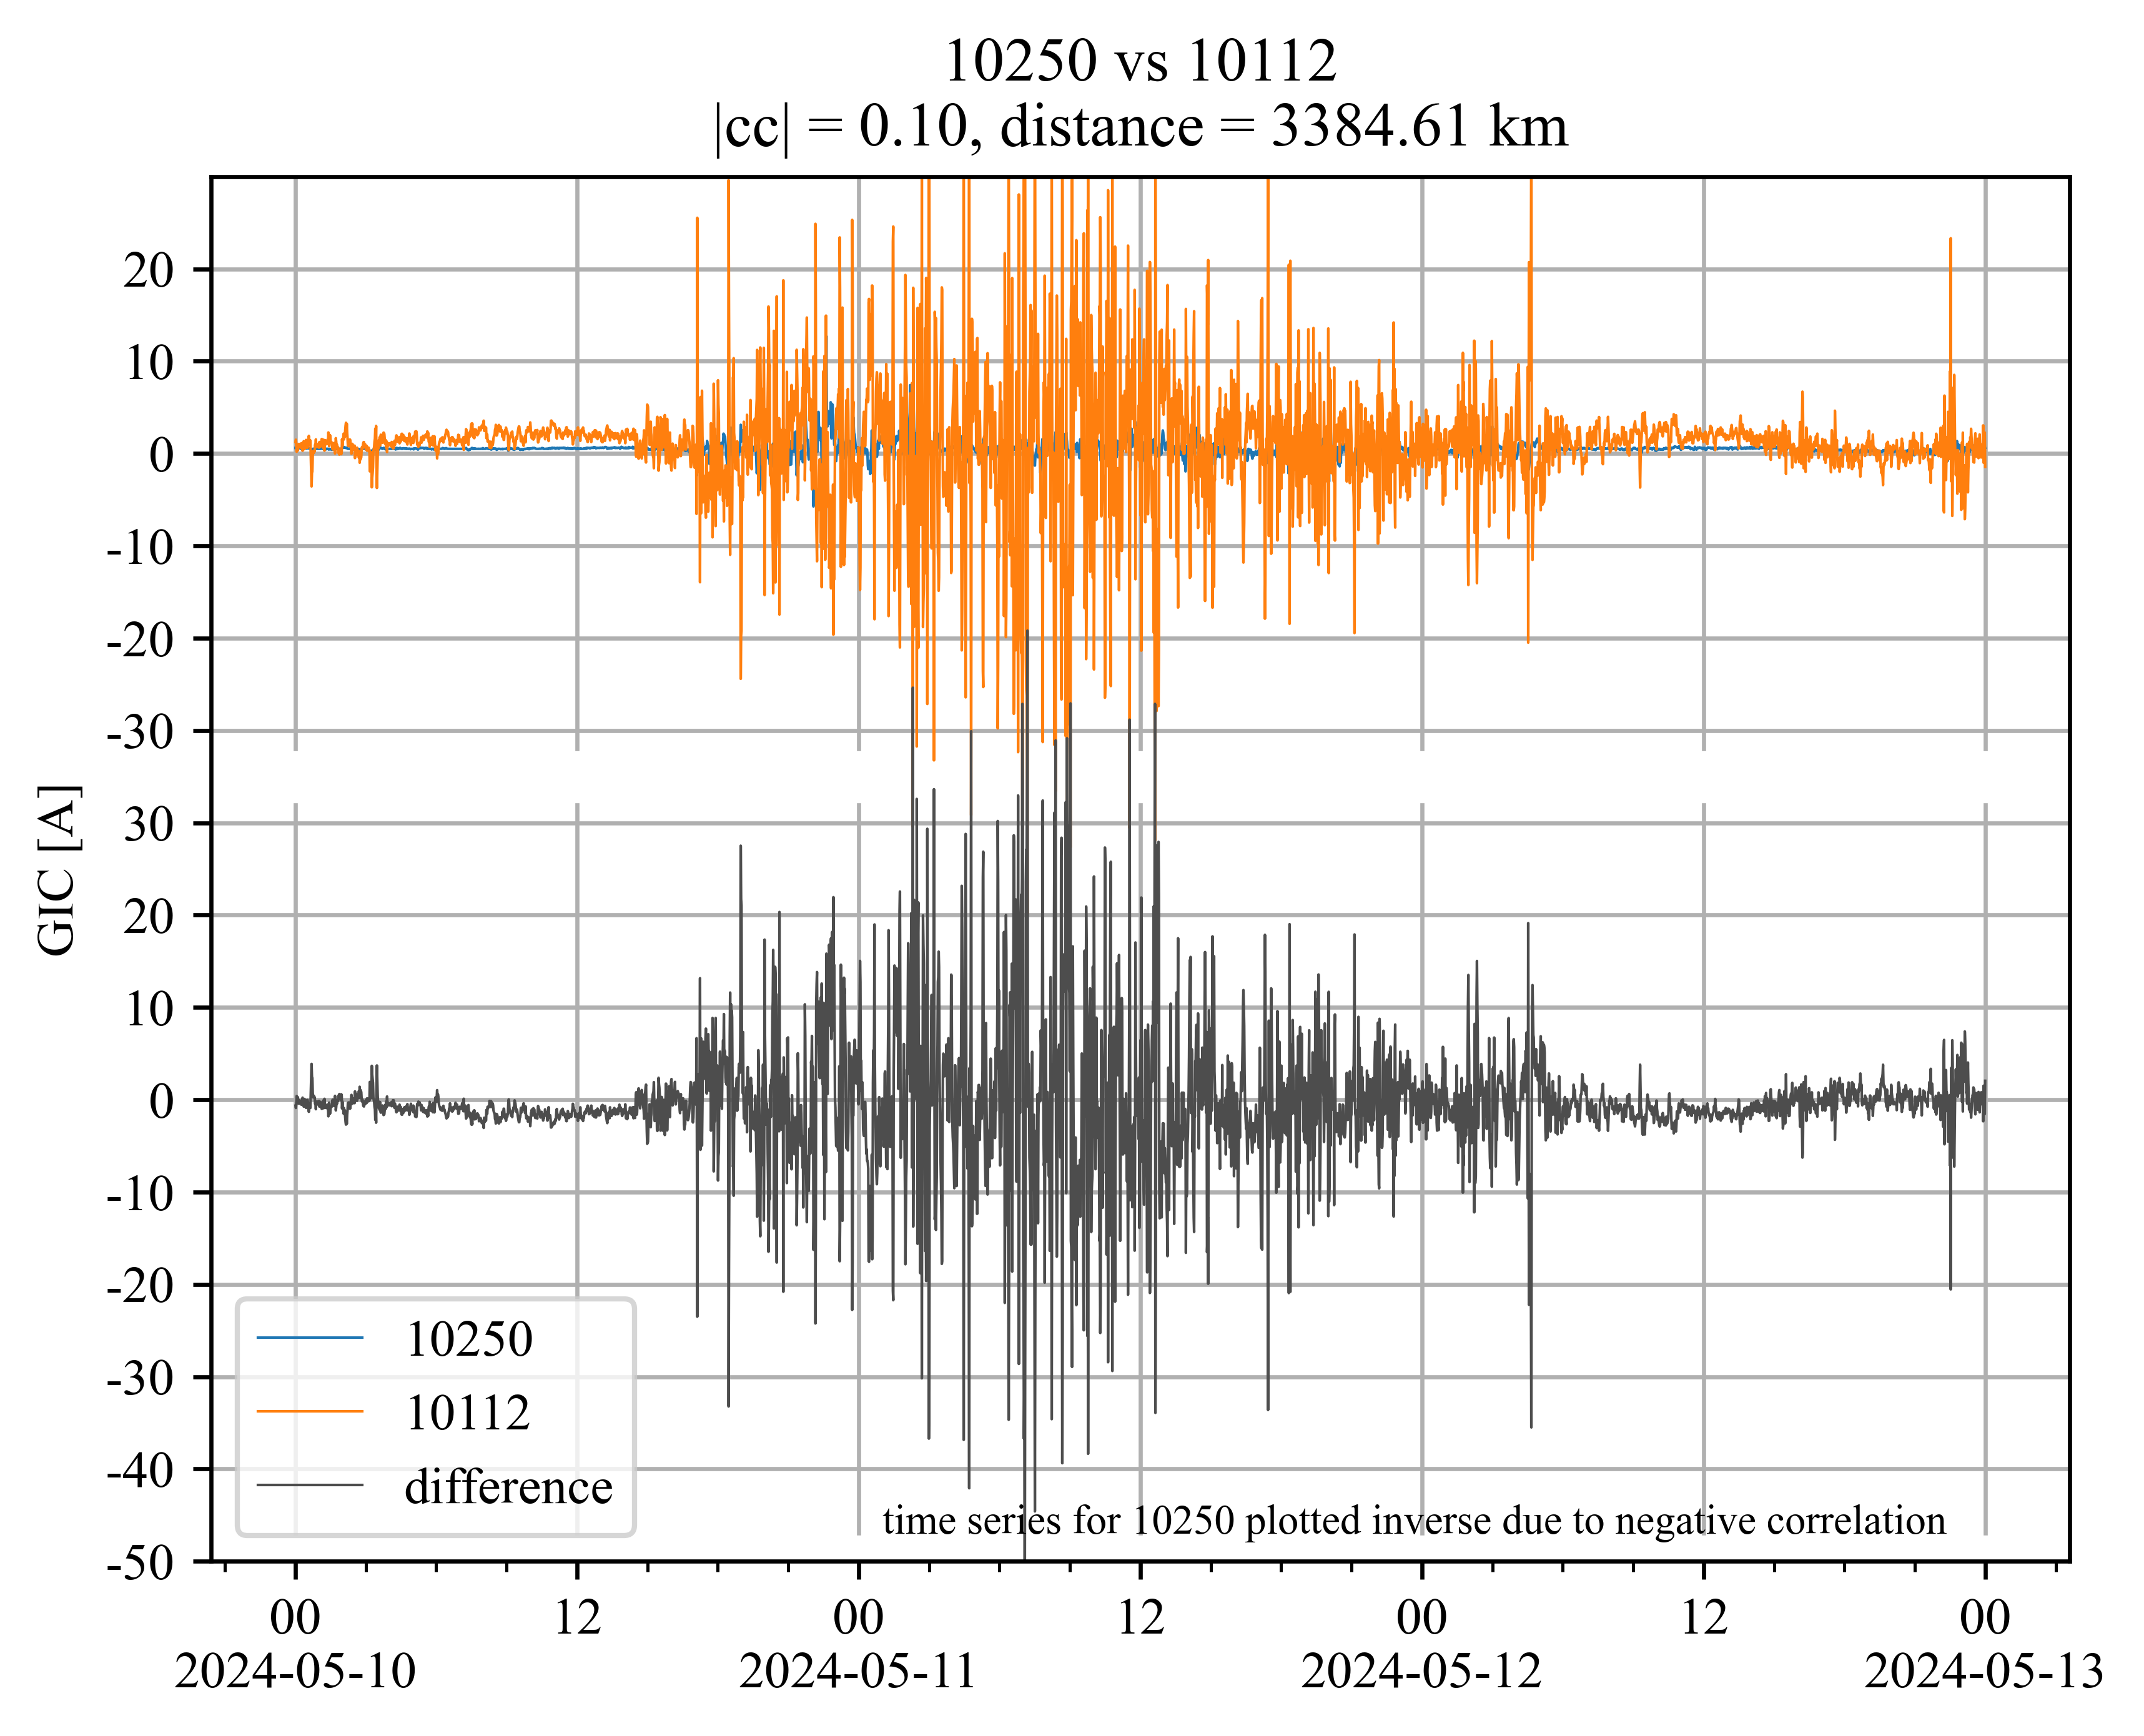 10250 vs 10112
|cc| = 0.10, distance = 3384.61 km
20
10
0
-10
-20
-30
30
20
10
0
-10
-20
-30
-40
-50
GIC [A]
10250
10112
difference
time series for 10250 plotted inverse due to negative correlation
00 12 00 12 00 12 00
2024-05-10 2024-05-11 2024-05-12 2024-05-13